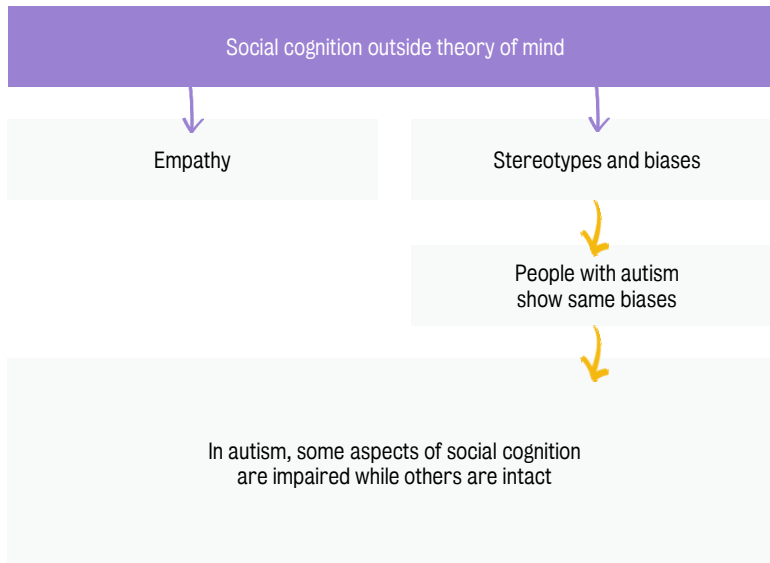 Social cognition outside theory of mind
Empathy
Stereotypes and biases
People with autism
show same biases
In autism, some aspects of social cognition
are impaired while others are intact